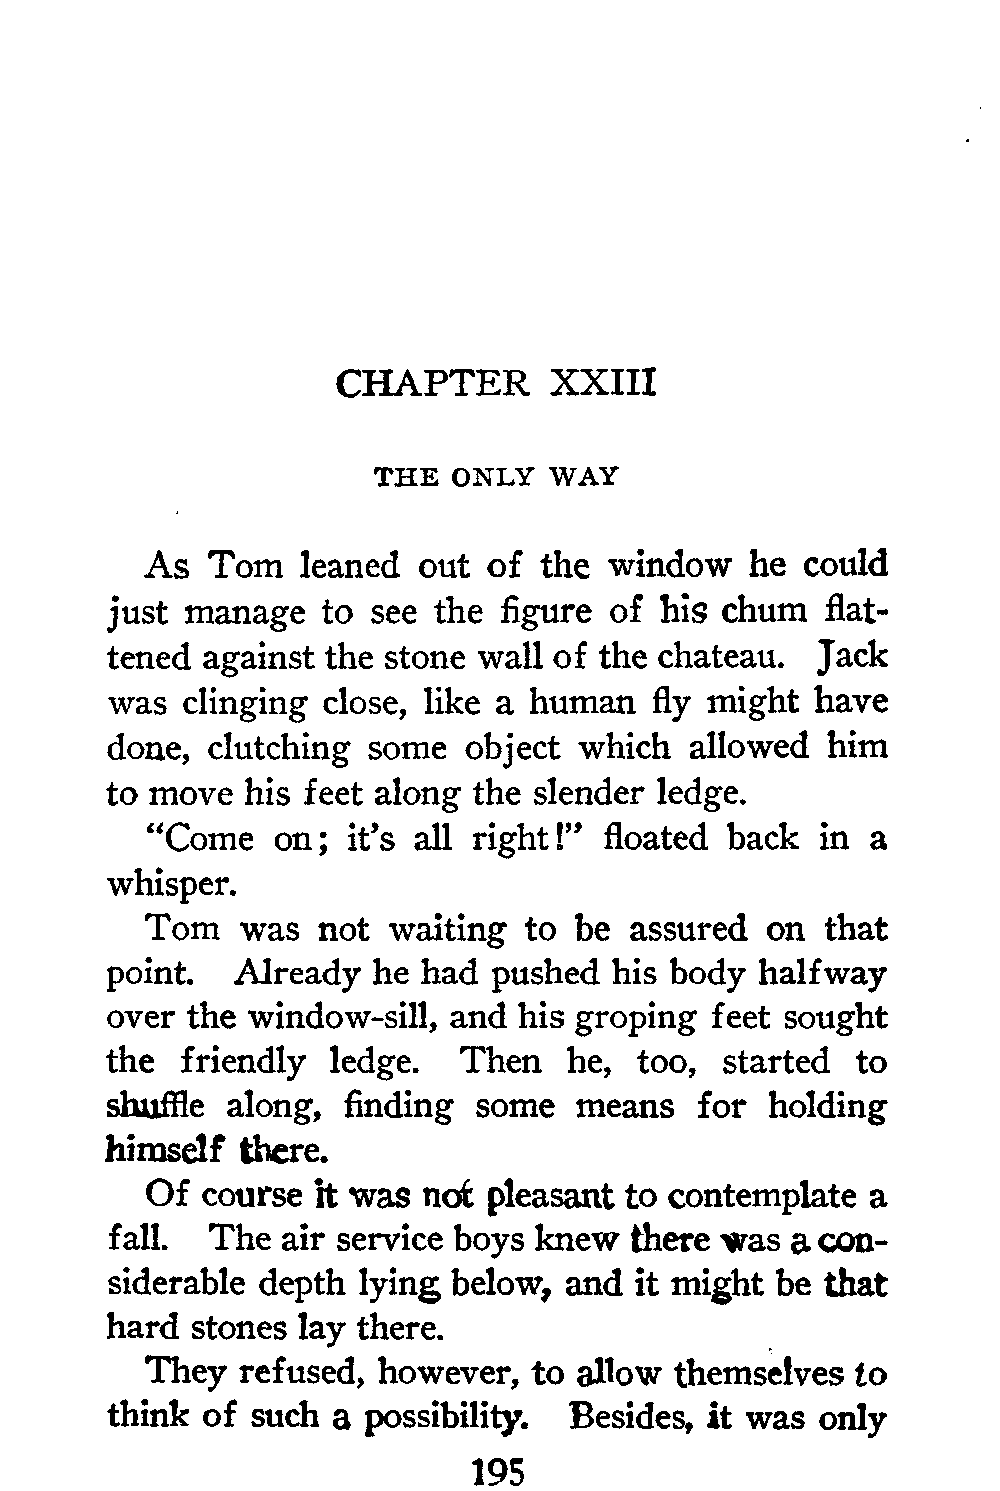 CHAPTER XXIII
THE ONLY WAY
As Tom leaned out of the window he could
just manage to see the figure of his chum flat-
tened against the stone wall of the chateau. Jack
was clinging close, like a human fly might have
done, clutching some object which allowed him
to move his feet along the slender ledge.
“Come on; it’s all right!” floated back in a
whisper.
Tom was not waiting to be assured on that
point. Already he had pushed his body halfway
over the window-sill, and his groping feet sought
the friendly ledge. Then he, too, started to
shuffle along, finding some means for holding
himself there.
Of course it was not pleasant to contemplate a
fall. The air service boys knew there was a con-
siderable depth lying below, and it might be that
hard stones lay there.
They refused, however, to allow themselves to
think of such a possibility. Besides, it was only
195